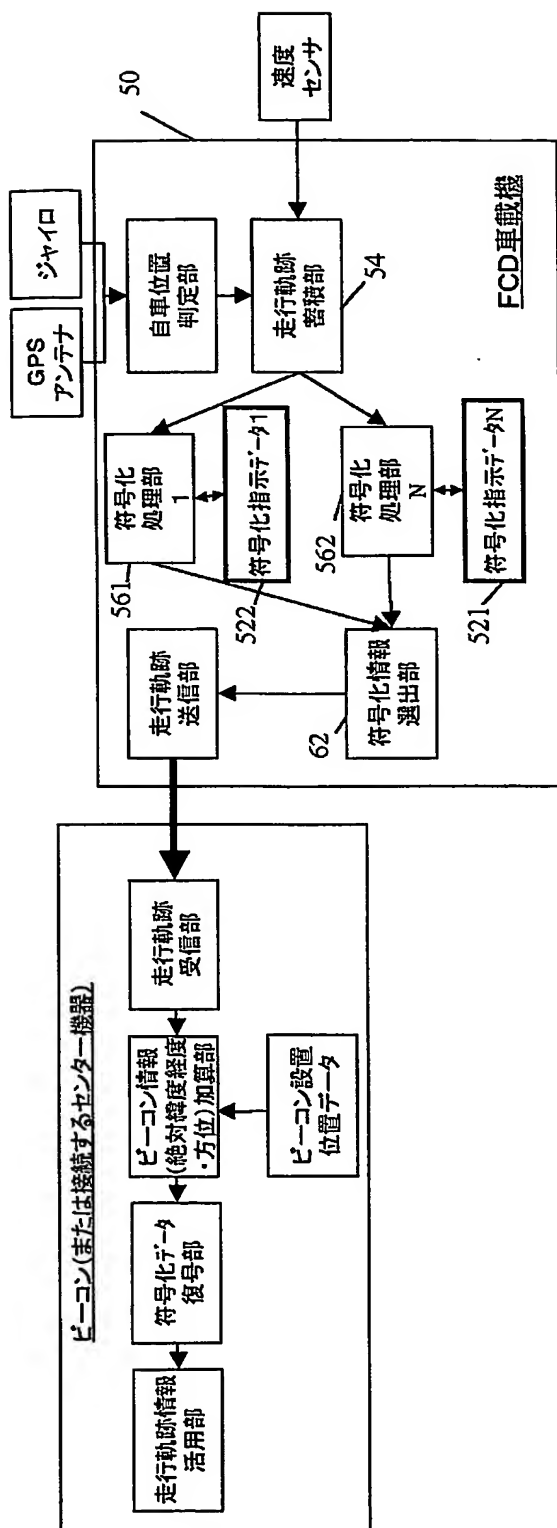 ビーコン(または接続するセンター機器)
走行軌跡情報
活用部
符号化データ
復号部
ビーコン情報
(絶対緯度経度
・方位)加算部
ビーコン設置
位置データ
走行軌跡
受信部
走行軌跡
送信部
符号化情報
選出部
62
符号化
処理部
1
561
符号化指示データ1
522
符号化
処理部
N
562
符号化指示データN
521
GPS
アンテナ
ジャイロ
自車位置
判定部
走行軌跡
蓄積部
54
速度
センサ
50
FCD車載機